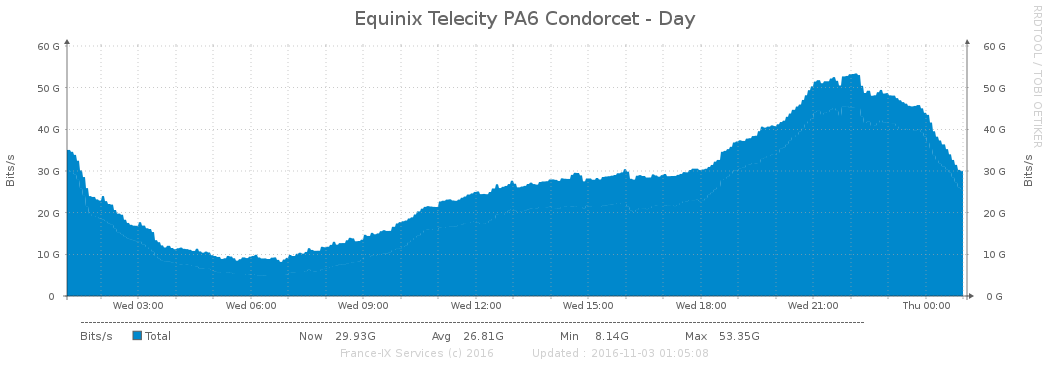 Equinix Telecity PA6 Condorcet - Day
RRDTOOL / TOBI OETIKER
Bits/s
60 G
50 G
40 G
30 G
20 G
10 G
0
60 G
50 G
40 G
30 G
20 G
10 G
0 G
Bits/s
Wed 03:00 Wed 06:00 Wed 09:00 Wed 12:00 Wed 15:00 Wed 18:00 Wed 21:00 Thu 00:00
Bits/s Total Now 29.93G Avg 26.81G Min 8.14G Max 53.35G
France-IX Services (c) 2016 Updated : 2016-11-03 01:05:08